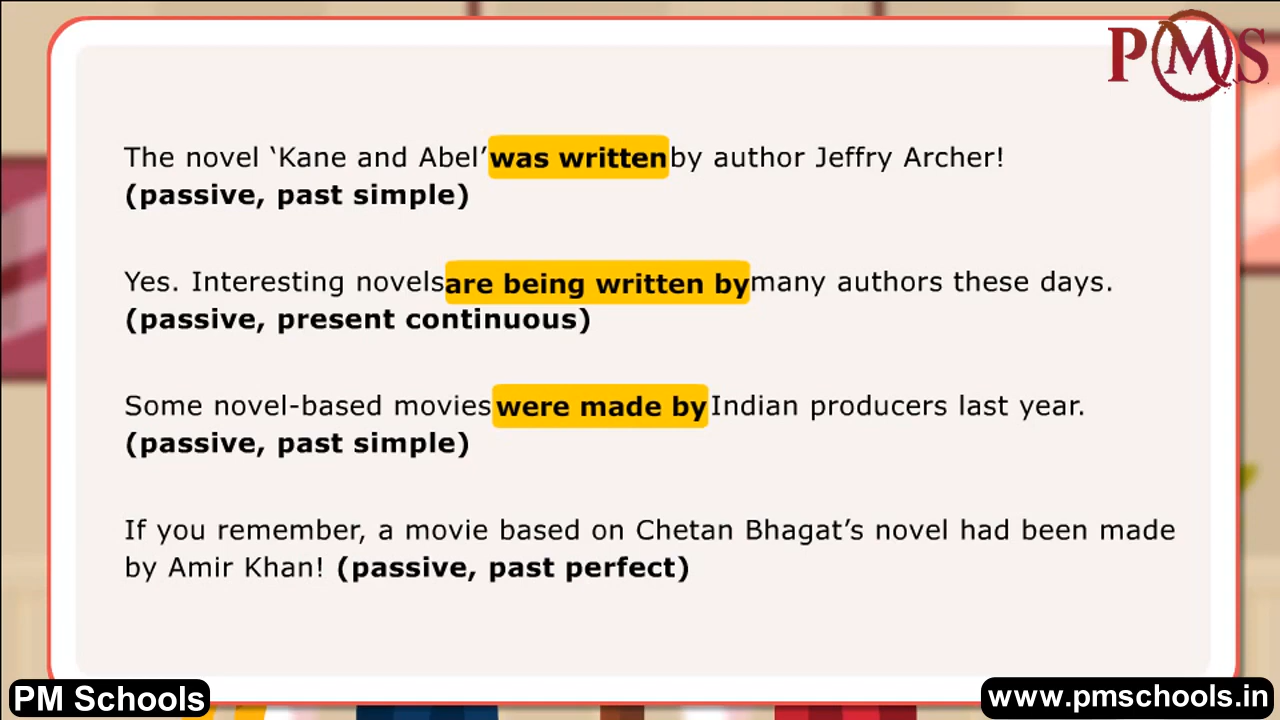 PMS
The novel ‘Kane and Abel’ was written by author Jeffry Archer!
(passive, past simple)
Yes. Interesting novels are being written by many authors these days.
(passive, present continuous)
Some novel-based movies were made by Indian producers last year.
(passive, past simple)
If you remember, a movie based on Chetan Bhagat’s novel had been made
by Amir Khan! (passive, past perfect)
PM Schools
www.pmschools.in